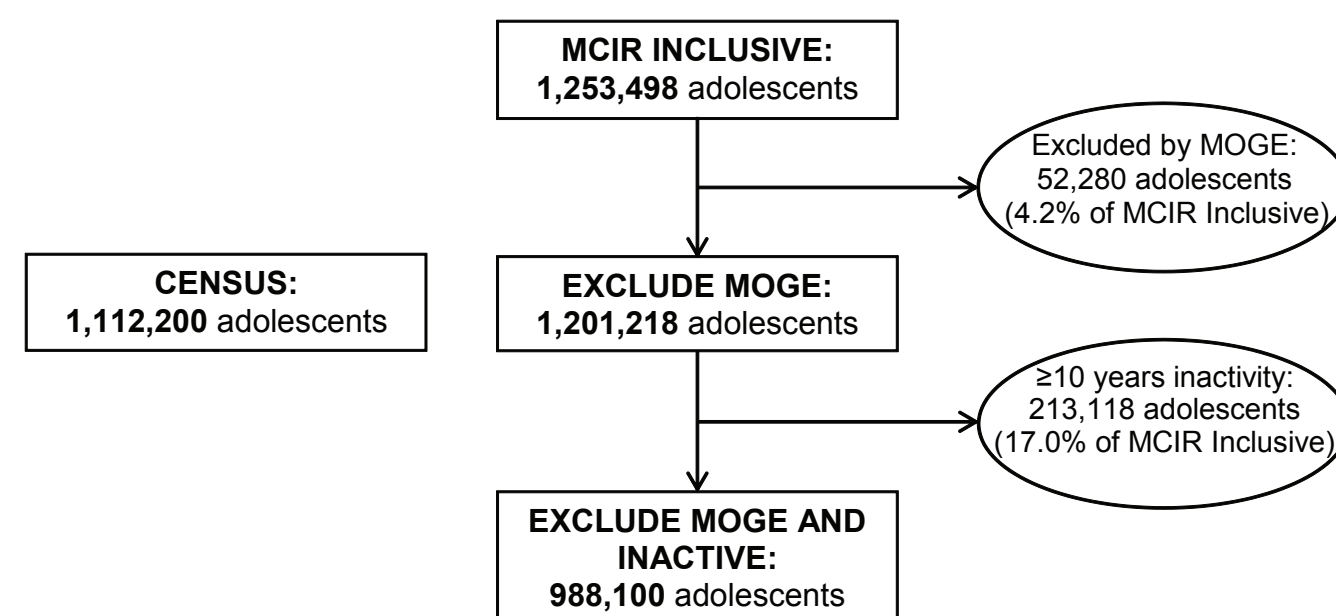 MCIR INCLUSIVE:
1,253,498 adolescents
Excluded by MOGE:
52,280 adolescents
(4.2% of MCIR Inclusive)
CENSUS:
1,112,200 adolescents
EXCLUDE MOGE:
1,201,218 adolescents
≥10 years inactivity:
213,118 adolescents
(17.0% of MCIR Inclusive)
EXCLUDE MOGE AND
INACTIVE:
988,100 adolescents